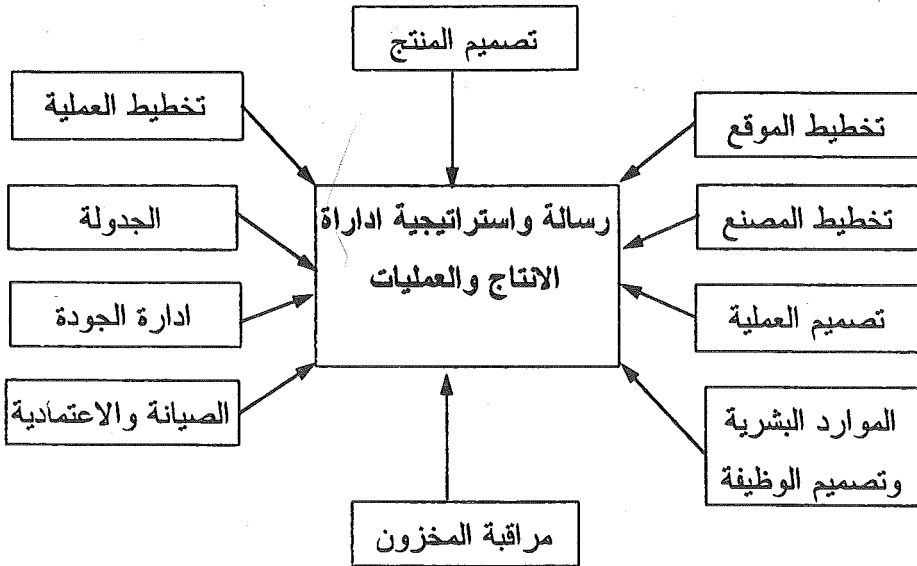 تصميم المنتج
تخطيط الموقع
تخطيط العملية
تخطيط المصنع
الجدولة
رسالة واستراتيجية اداراة
الانتاج والعمليات
تصميم العملية
ادارة الجودة
الموارد البشرية
وتصميم الوظيفة
الصيانة والاعتمادية
مراقبة المخزون